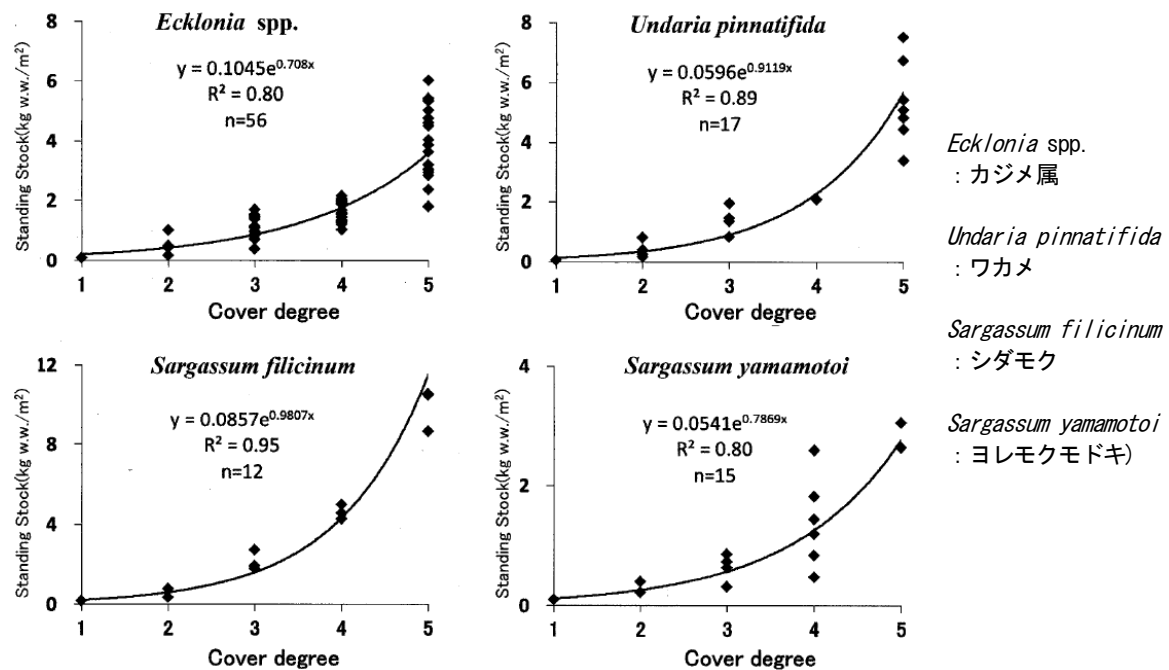 Ecklonia spp.
Standing Stock(kg w.w./m²)
8
6
4
2
0
y = 0.1045e^0.708x
R² = 0.80
n=56
1 2 3 4 5
Cover degree
Undaria pinnatifida
Standing Stock(kg w.w./m²)
8
6
4
2
0
y = 0.0596e^0.9119x
R² = 0.89
n=17
1 2 3 4 5
Cover degree
Sargassum filicinum
Standing Stock(kg w.w./m²)
12
8
4
0
y = 0.0857e^0.9807x
R² = 0.95
n=12
1 2 3 4 5
Cover degree
Sargassum yamamotoi
Standing Stock(kg w.w./m²)
4
2
0
y = 0.0541e^0.7869x
R² = 0.80
n=15
1 2 3 4 5
Cover degree
Ecklonia spp.
：カジメ属
Undaria pinnatifida
：ワカメ
Sargassum filicinum
：シダモク
Sargassum yamamotoi
：ヨレモクモドキ)